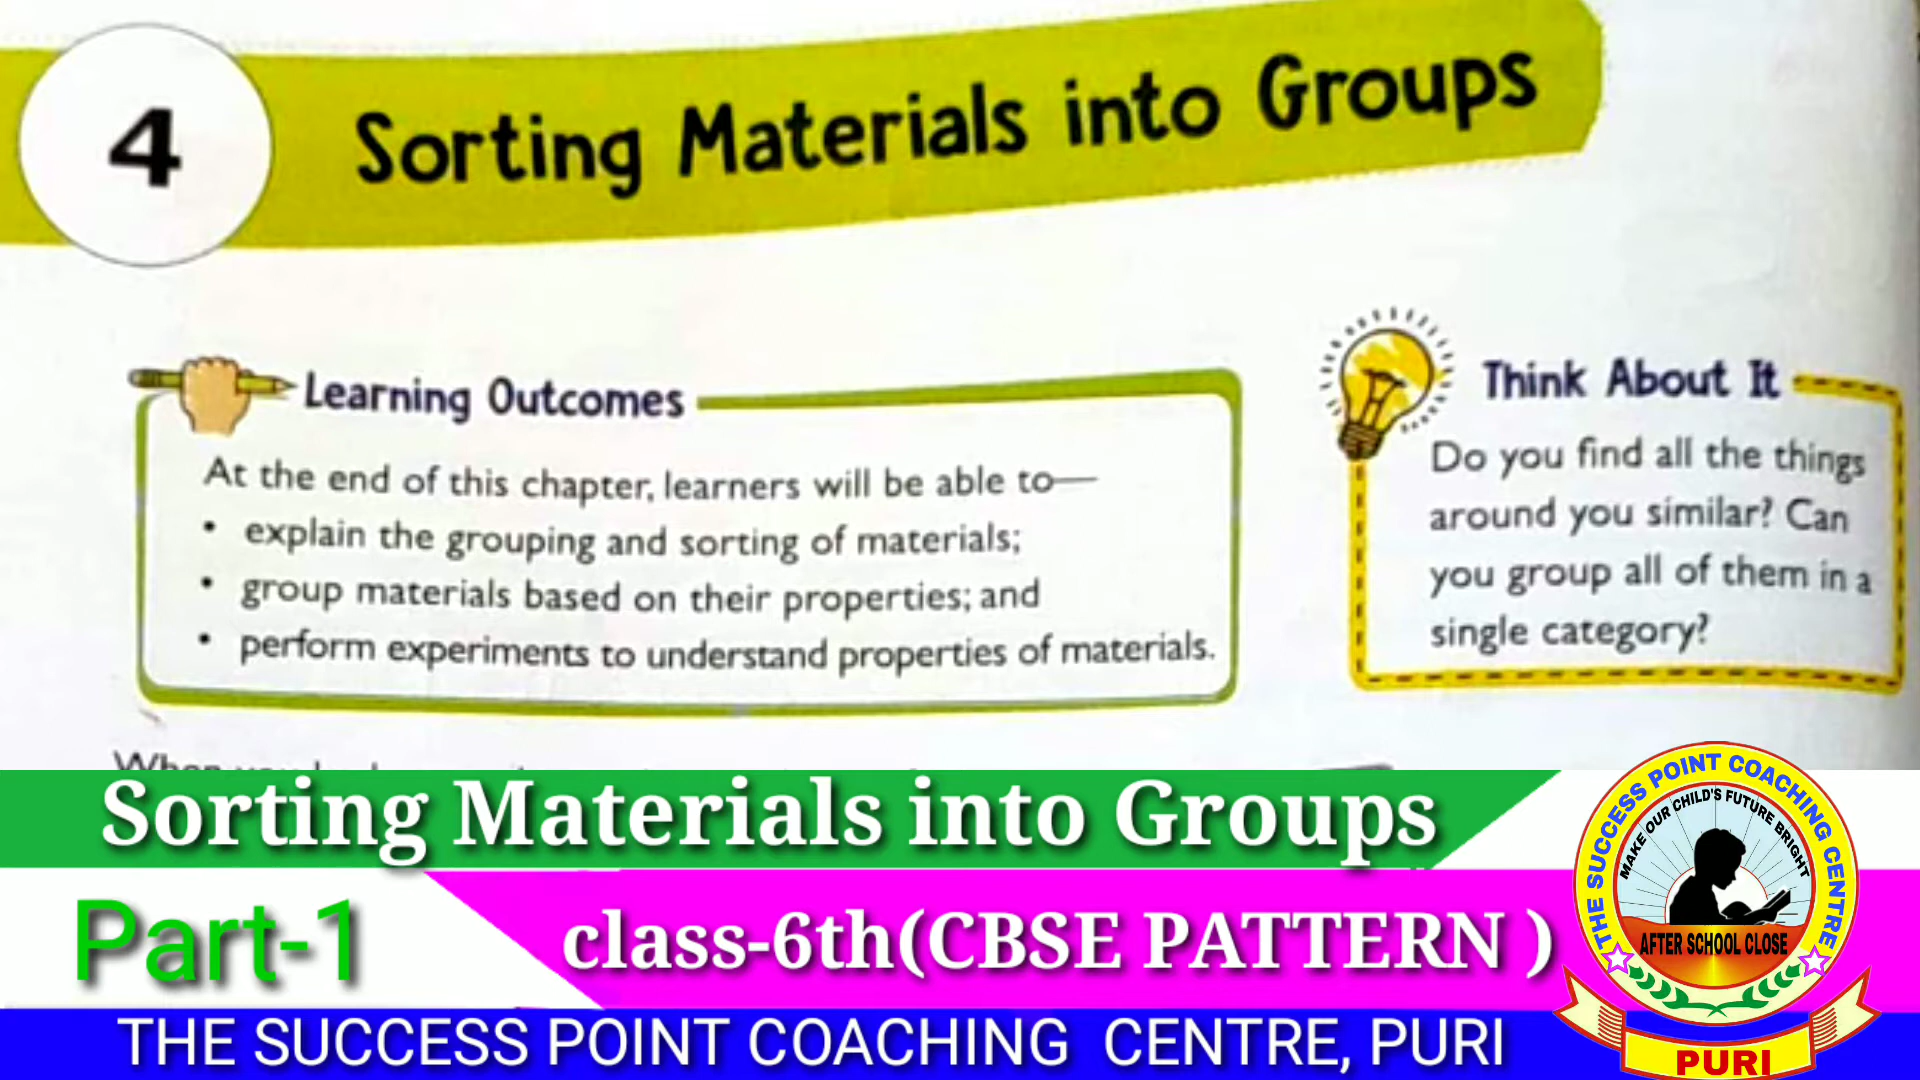 4
Sorting Materials into Groups
Learning Outcomes
At the end of this chapter, learners will be able to—
• explain the grouping and sorting of materials;
• group materials based on their properties; and
• perform experiments to understand properties of materials.
Think About It
Do you find all the things
around you similar? Can
you group all of them in a
single category?
Sorting Materials into Groups
Part-1
class-6th(CBSE PATTERN )
THE SUCCESS POINT COACHING CENTRE, PURI
THE SUCCESS POINT COACHING CENTRE
MAKE OUR CHILD'S FUTURE BRIGHT
AFTER SCHOOL CLOSE
PURI